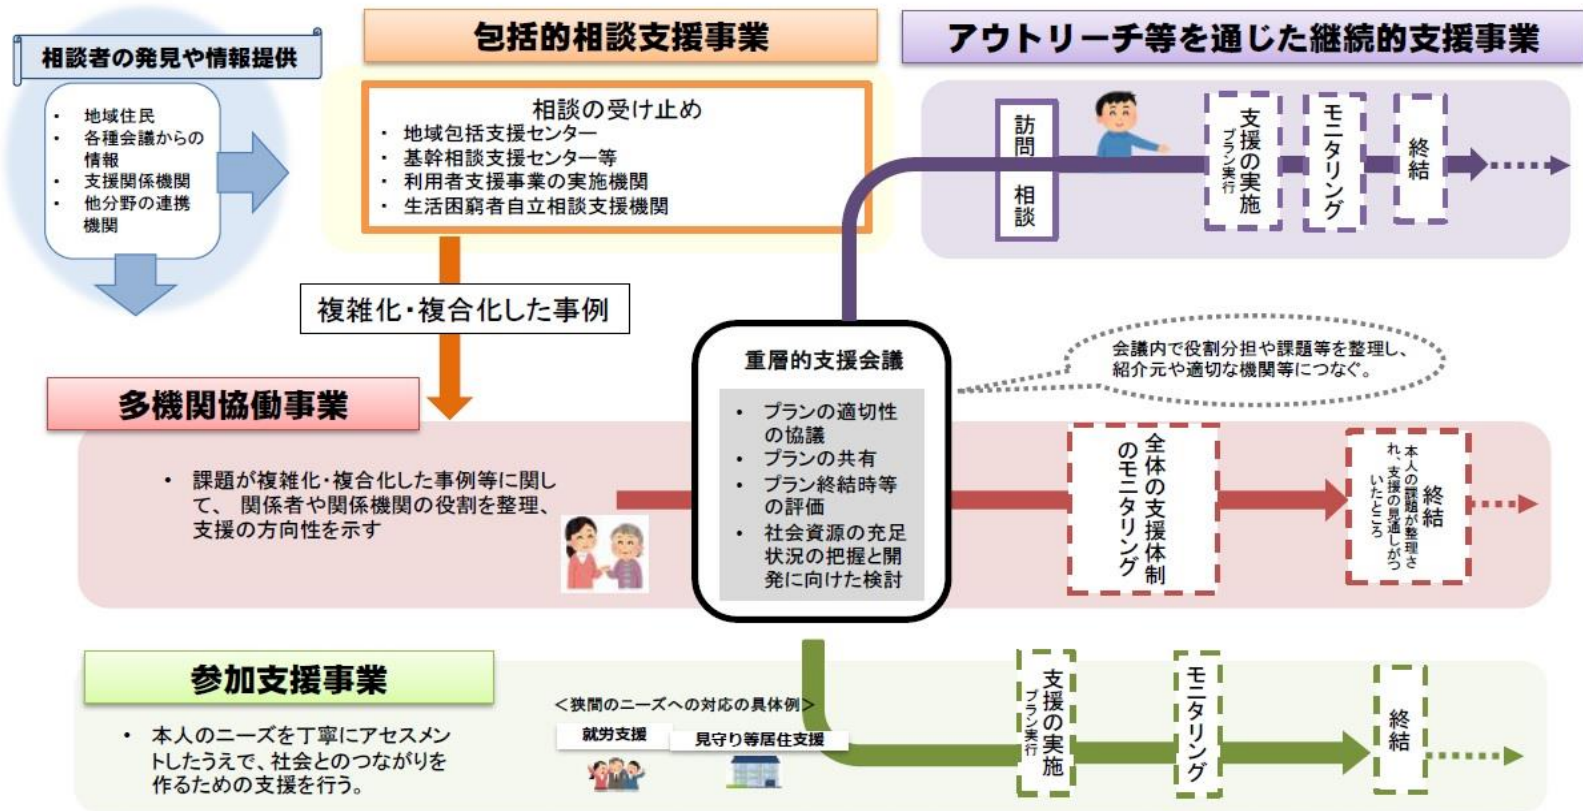 相談者の発見や情報提供
・ 地域住民
・ 各種会議からの
情報
・ 支援関係機関
・ 他分野の連携
機関
包括的相談支援事業
相談の受け止め
・ 地域包括支援センター
・ 基幹相談支援センター等
・ 利用者支援事業の実施機関
・ 生活困窮者自立相談支援機関
複雑化・複合化した事例
アウトリーチ等を通じた継続的支援事業
訪問
相談
支援の実施
プラン実行
モニタリング
終結
重層的支援会議
• プランの適切性
の協議
• プランの共有
• プラン終結時等
の評価
• 社会資源の充足
状況の把握と開
発に向けた検討
会議内で役割分担や課題等を整理し、
紹介元や適切な機関等につなぐ。
多機関協働事業
• 課題が複雑化・複合化した事例等に関し
て、 関係者や関係機関の役割を整理、
支援の方向性を示す
全体の支援体制
のモニタリング
終結
本人の課題が整理さ
れ、支援の見通しがつ
いたところ
参加支援事業
• 本人のニーズを丁寧にアセスメン
トしたうえで、社会とのつながりを
作るための支援を行う。
<狭間のニーズへの対応の具体例>
就労支援
見守り等居住支援
支援の実施
プラン実行
モニタリング
終結